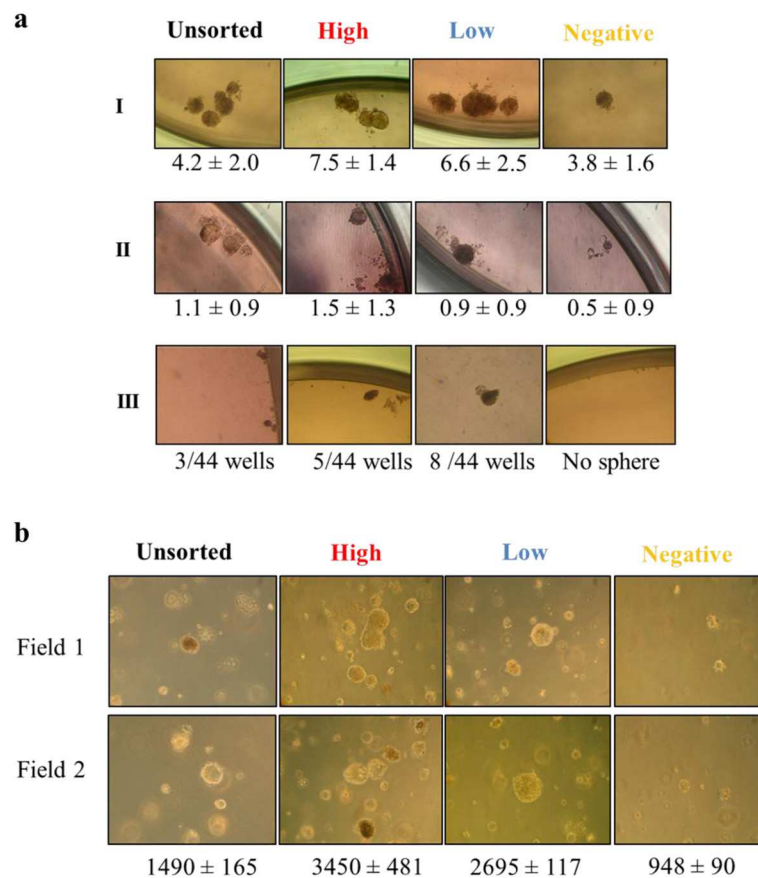 a
Unsorted High Low Negative
I
4.2 ± 2.0 7.5 ± 1.4 6.6 ± 2.5 3.8 ± 1.6
II
1.1 ± 0.9 1.5 ± 1.3 0.9 ± 0.9 0.5 ± 0.9
III
3/44 wells 5/44 wells 8 /44 wells No sphere
b
Unsorted High Low Negative
Field 1
Field 2
1490 ± 165 3450 ± 481 2695 ± 117 948 ± 90